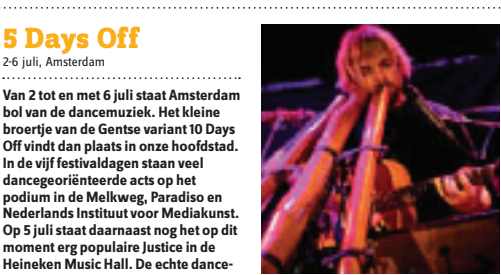 5 Days Off
2-6 juli, Amsterdam
Van 2 tot en met 6 juli staat Amsterdam
bol van de dancemuziek. Het kleine
broertje van de Gentse variant 10 Days
Off vindt dan plaats in onze hoofdstad.
In de vijf festivaldagen staan veel
dancegeoriënteerde acts op het
podium in de Melkweg, Paradiso en
Nederlands Instituut voor Mediakunst.
Op 5 juli staat daarnaast nog het op dit
moment erg populaire Justice in de
Heineken Music Hall. De echte dance-